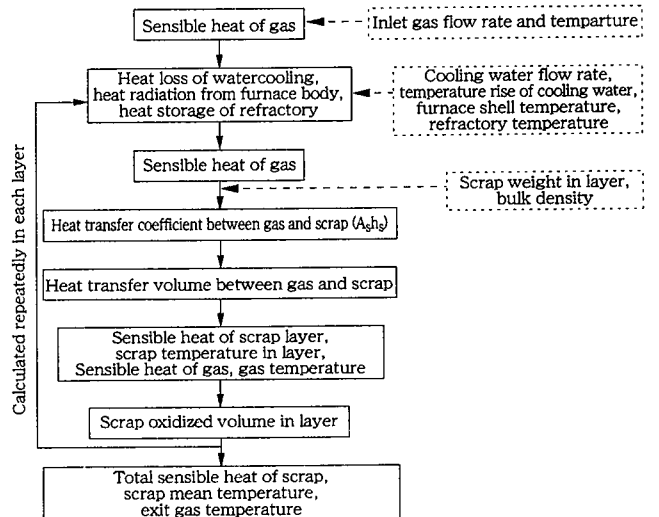 Sensible heat of gas
Inlet gas flow rate and temparture
Heat loss of watercooling,
heat radiation from furnace body,
heat storage of refractory
Cooling water flow rate,
temperature rise of cooling water,
furnace shell temperature,
refractory temperature
Sensible heat of gas
Scrap weight in layer,
bulk density
Heat transfer coefficient between gas and scrap (Aₛhₛ)
Heat transfer volume between gas and scrap
Sensible heat of scrap layer,
scrap temperature in layer,
Sensible heat of gas, gas temperature
Scrap oxidized volume in layer
Calculated repeatedly in each layer
Total sensible heat of scrap,
scrap mean temperature,
exit gas temperature